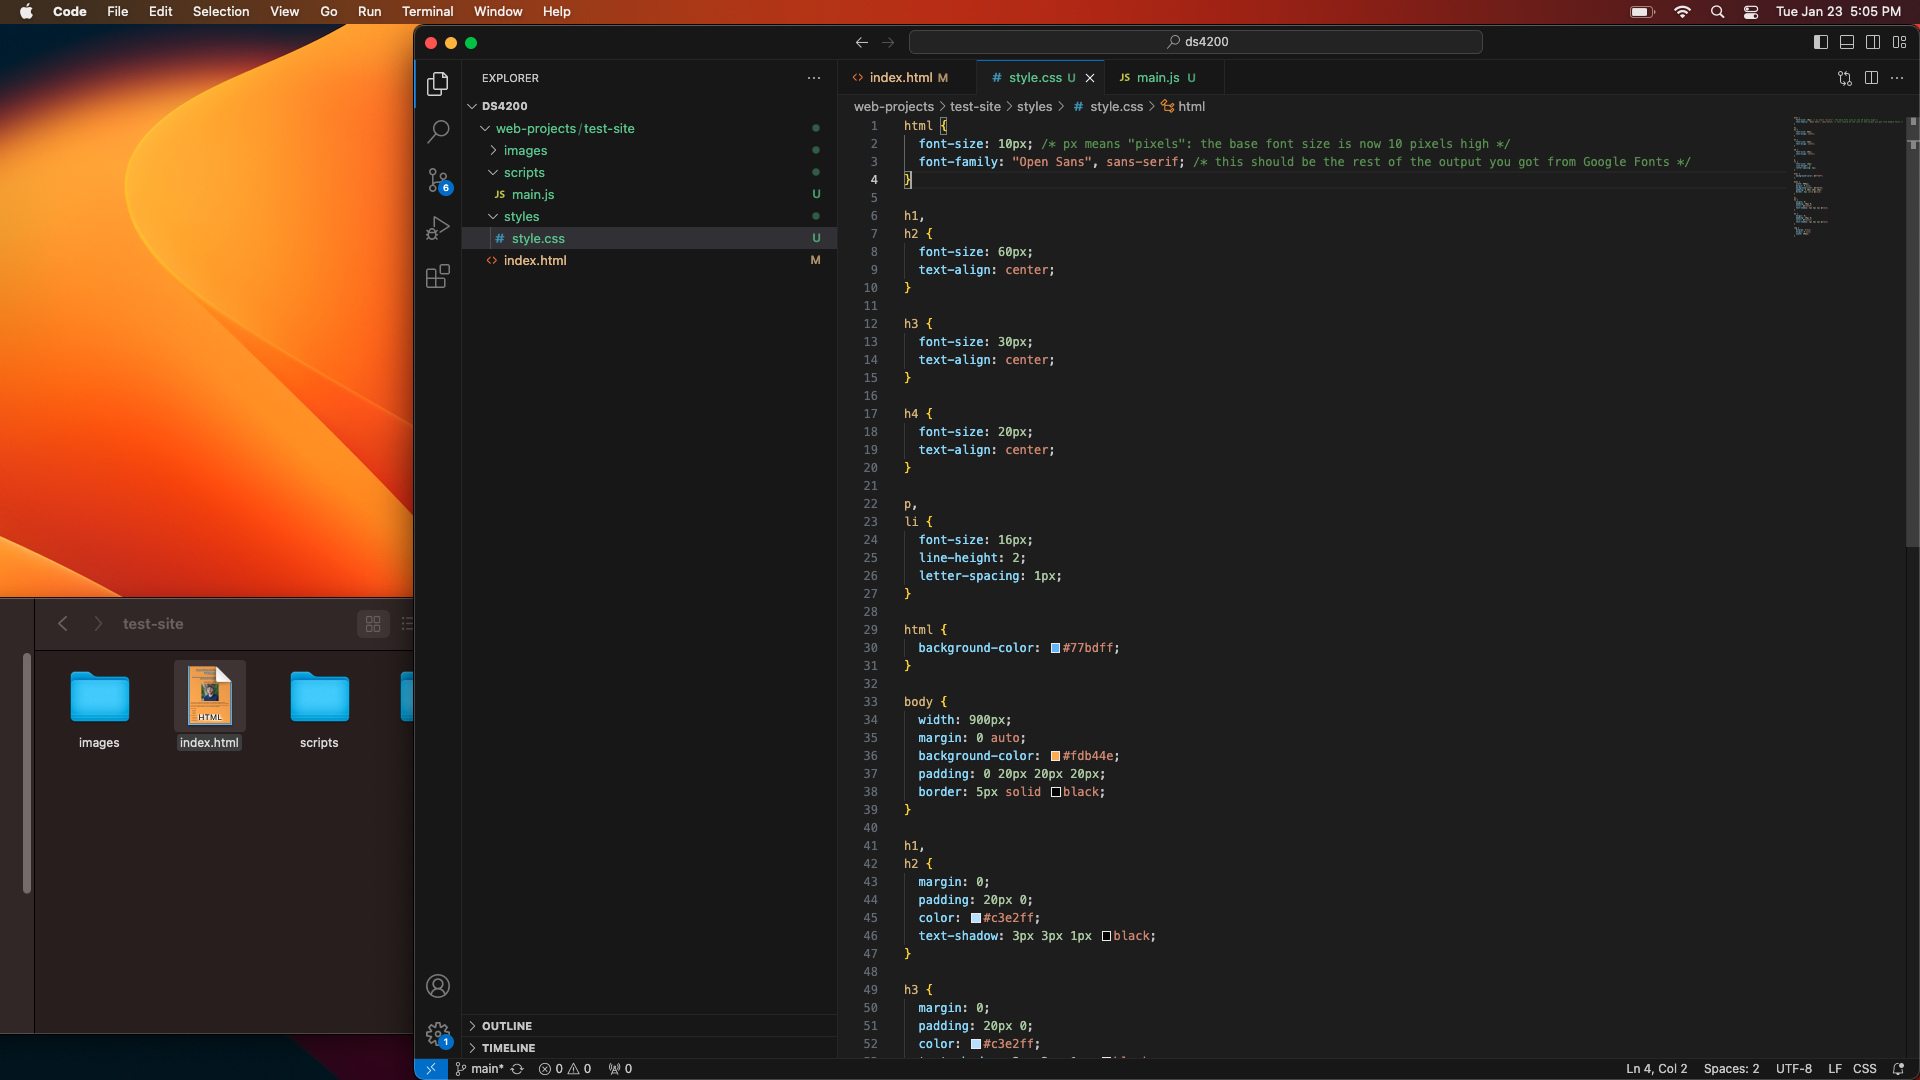 Code File Edit Selection View Go Run Terminal Window Help
Tue Jan 23 5:05 PM
ds4200
EXPLORER
DS4200
web-projects/test-site
images
scripts
JS main.js U
styles
# style.css U
<> index.html M
OUTLINE
TIMELINE
6
1
<> index.html M
# style.css U
JS main.js U
web-projects > test-site > styles > # style.css > html
1 html {
2 font-size: 10px; /* px means "pixels": the base font size is now 10 pixels high */
3 font-family: "Open Sans", sans-serif; /* this should be the rest of the output you got from Google Fonts */
4 }
5
6 h1,
7 h2 {
8 font-size: 60px;
9 text-align: center;
10 }
11
12 h3 {
13 font-size: 30px;
14 text-align: center;
15 }
16
17 h4 {
18 font-size: 20px;
19 text-align: center;
20 }
21
22 p,
23 li {
24 font-size: 16px;
25 line-height: 2;
26 letter-spacing: 1px;
27 }
28
29 html {
30 background-color: #77bdff;
31 }
32
33 body {
34 width: 900px;
35 margin: 0 auto;
36 background-color: #fdb44e;
37 padding: 0 20px 20px 20px;
38 border: 5px solid black;
39 }
40
41 h1,
42 h2 {
43 margin: 0;
44 padding: 20px 0;
45 color: #c3e2ff;
46 text-shadow: 3px 3px 1px black;
47 }
48
49 h3 {
50 margin: 0;
51 padding: 20px 0;
52 color: #c3e2ff;
test-site
HTML
images
index.html
scripts
main* 0 0 0
Ln 4, Col 2 Spaces: 2 UTF-8 LF CSS